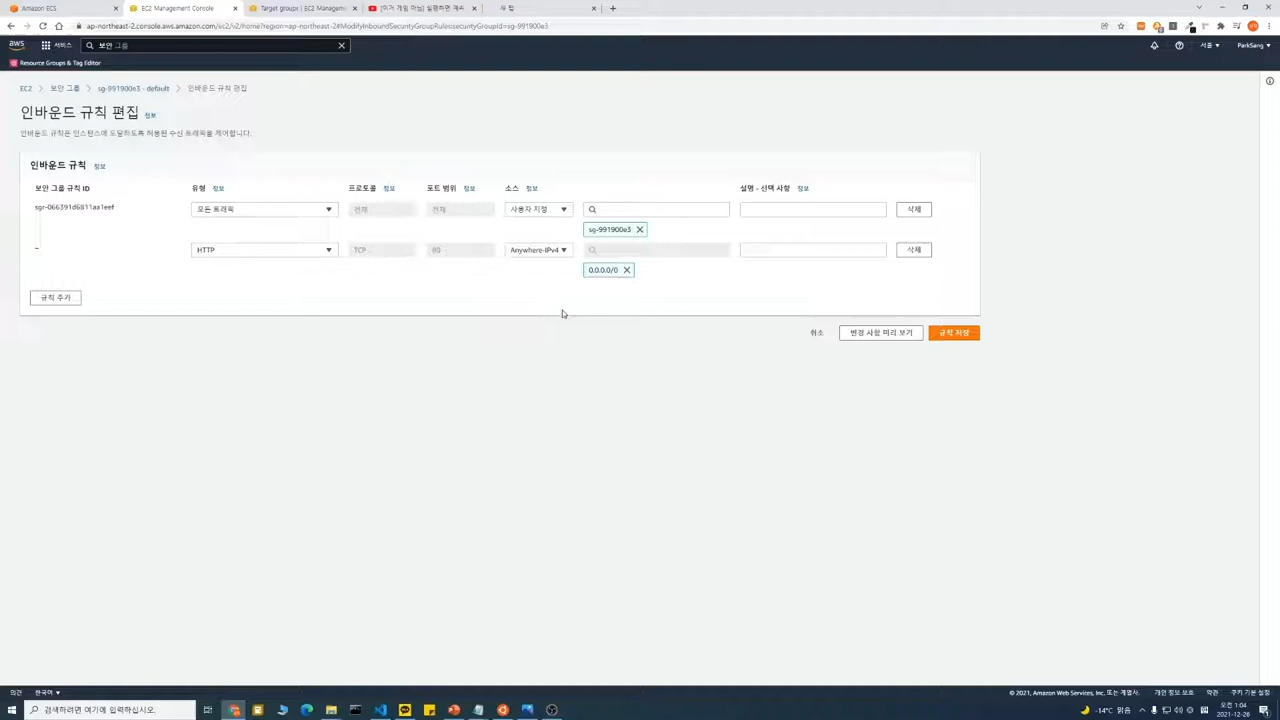 Amazon ECS
EC2 Management Console
Target groups | EC2 Managem
[이거 게임 아님] 실행하면 계속
새 탭
ap-northeast-2.console.aws.amazon.com/ec2/v2/home?region=ap-northeast-2#ModifyInboundSecurityGroupRules:securityGroupId=sg-991900e3
aws
서비스
보안 그룹
서울
ParkSang
Resource Groups & Tag Editor
EC2 > 보안 그룹 > sg-991900e3 - default > 인바운드 규칙 편집
인바운드 규칙 편집 정보
인바운드 규칙은 인스턴스에 도달하도록 허용된 수신 트래픽을 제어합니다.
인바운드 규칙 정보
보안 그룹 규칙 ID 유형 정보 프로토콜 정보 포트 범위 정보 소스 정보 설명 - 선택 사항 정보
sgr-066391d6811aa1eef 모든 트래픽 전체 전체 사용자 지정 삭제
sg-991900e3
– HTTP TCP 80 Anywhere-IPv4 삭제
0.0.0.0/0
규칙 추가
취소 변경 사항 미리 보기 규칙 저장
의견 한국어
© 2021, Amazon Web Services, Inc. 또는 계열사. 개인 정보 보호 약관 쿠키 기본 설정
검색하려면 여기에 입력하십시오.
-14°C 맑음
오전 1:04
2021-12-26